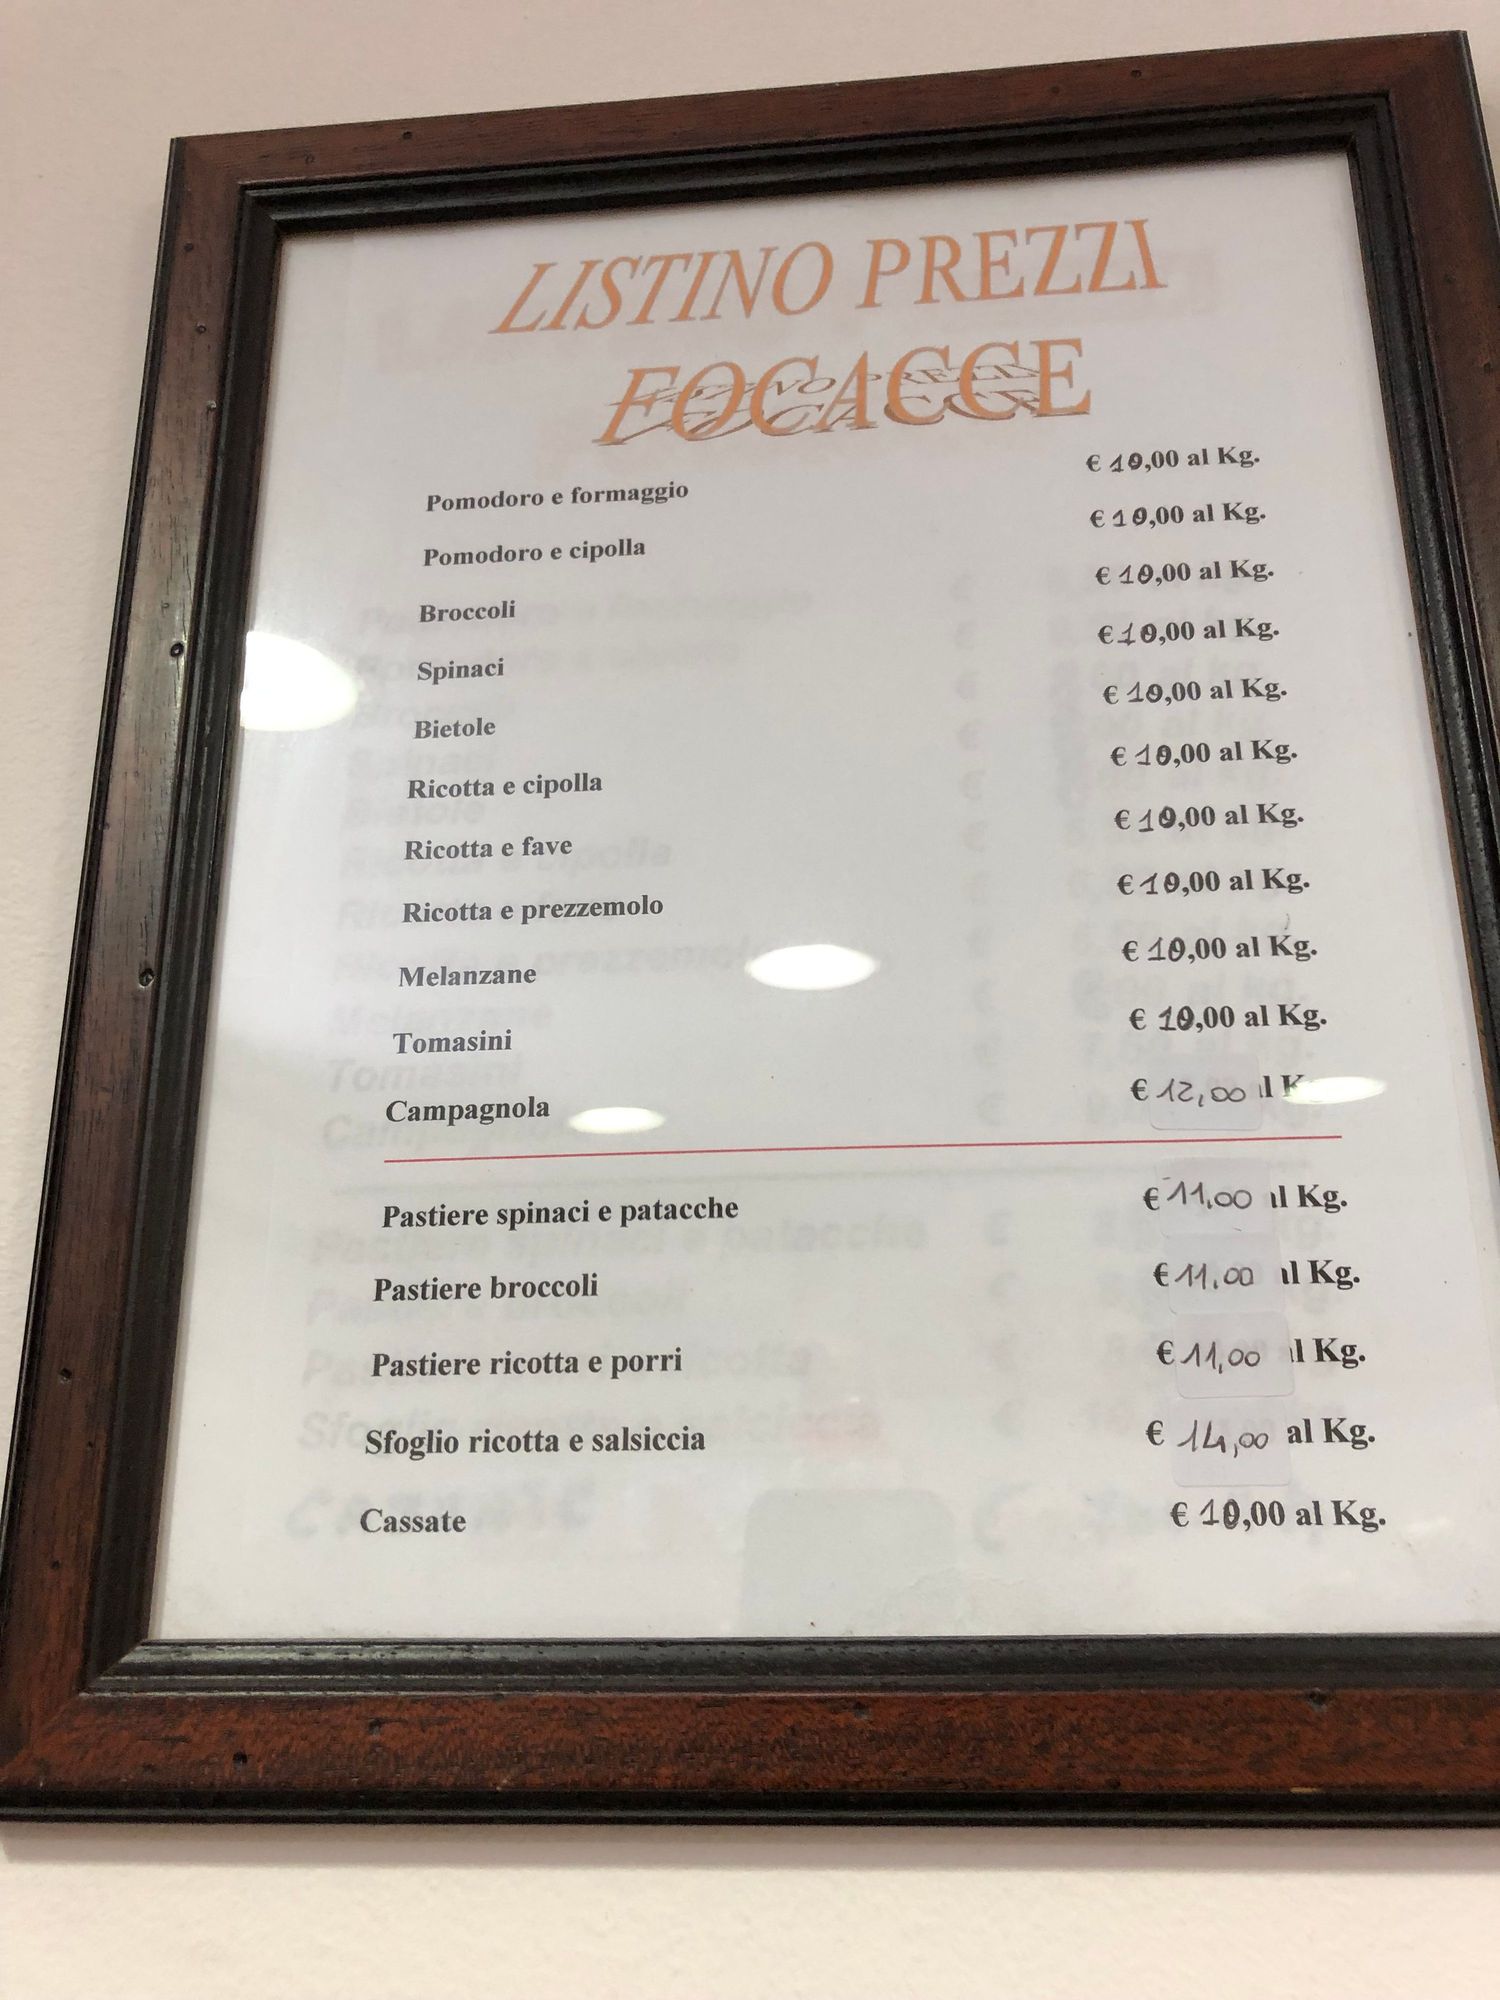 LISTINO PREZZI
FOCACCE
Pomodoro e formaggio € 10,00 al Kg.
Pomodoro e cipolla € 10,00 al Kg.
Broccoli € 10,00 al Kg.
Spinaci € 10,00 al Kg.
Bietole € 10,00 al Kg.
Ricotta e cipolla € 10,00 al Kg.
Ricotta e fave € 10,00 al Kg.
Ricotta e prezzemolo € 10,00 al Kg.
Melanzane € 10,00 al Kg.
Tomasini € 10,00 al Kg.
Campagnola € 12,00
Pastiere spinaci e patacche € 11,00 al Kg.
Pastiere broccoli € 11,00 al Kg.
Pastiere ricotta e porri € 11,00 al Kg.
Sfoglio ricotta e salsiccia € 14,00 al Kg.
Cassate € 10,00 al Kg.